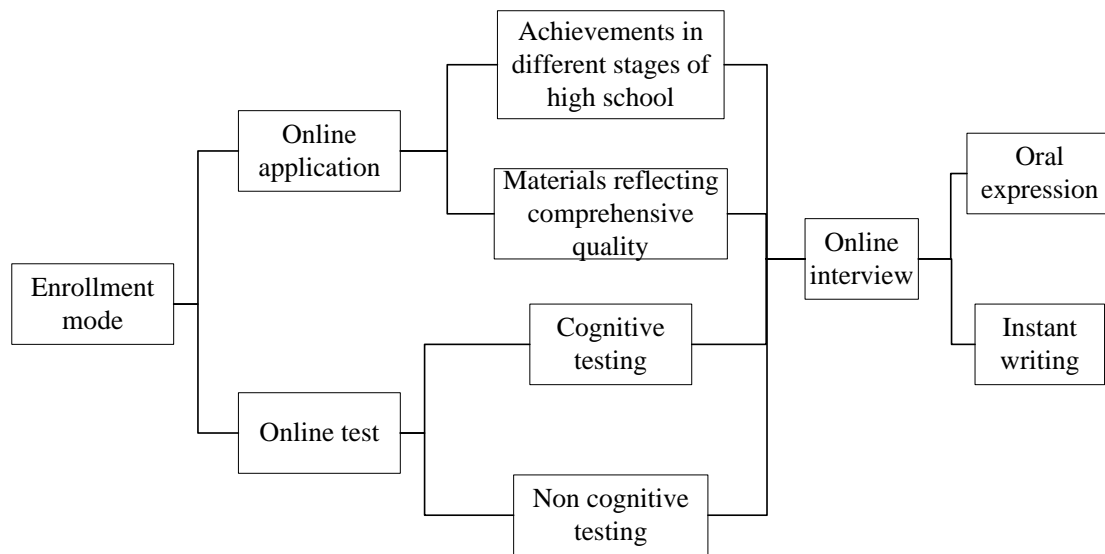 Enrollment
mode
Online
application
Online test
Achievements in
different stages of
high school
Materials reflecting
comprehensive
quality
Cognitive
testing
Non cognitive
testing
Online
interview
Oral
expression
Instant
writing